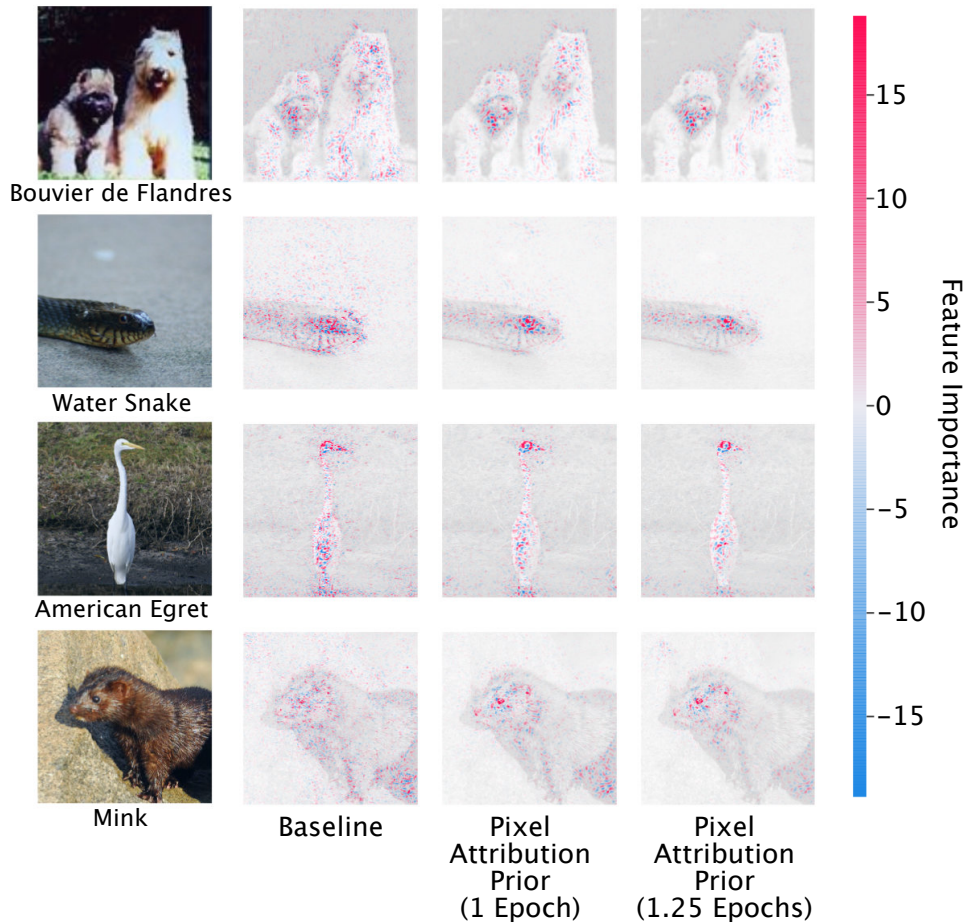 Bouvier de Flandres
Water Snake
American Egret
Mink
Baseline
Pixel
Attribution
Prior
(1 Epoch)
Pixel
Attribution
Prior
(1.25 Epochs)
15
10
5
0
−5
−10
−15
Feature Importance